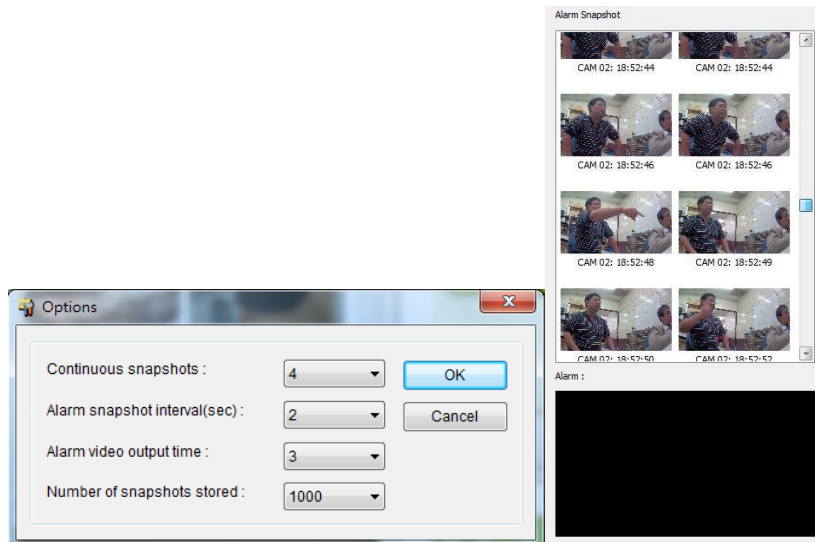 Alarm Snapshot
CAM 02: 18:52:44 CAM 02: 18:52:44
CAM 02: 18:52:46 CAM 02: 18:52:46
CAM 02: 18:52:48 CAM 02: 18:52:49
CAM 02: 18:52:50 CAM 02: 18:52:52
Alarm :
Options
Continuous snapshots : 4 OK
Alarm snapshot interval(sec) : 2 Cancel
Alarm video output time : 3
Number of snapshots stored : 1000